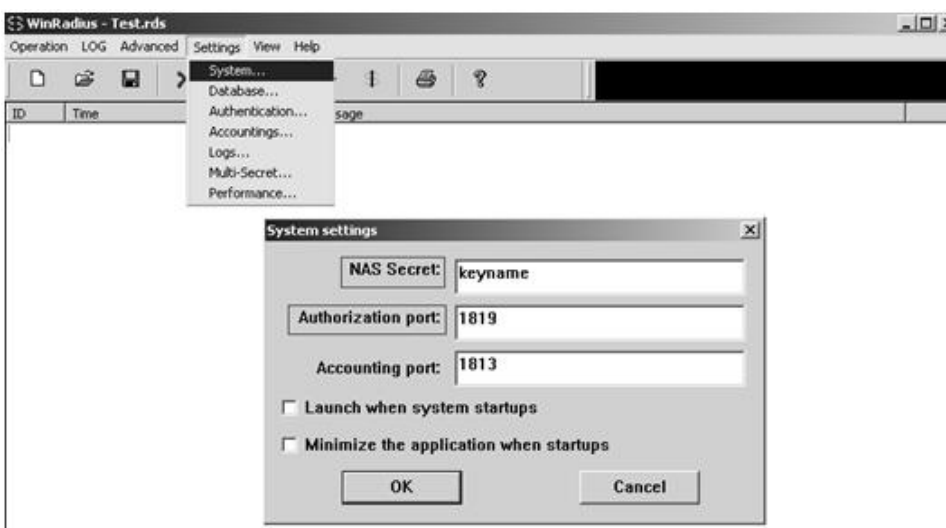 WinRadius - Test.rds
Operation LOG Advanced Settings View Help
System...
Database...
ID Time sage
Authentication...
Accountings...
Logs...
Multi-Secret...
Performance...
System settings
NAS Secret: keyname
Authorization port: 1819
Accounting port: 1813
Launch when system startups
Minimize the application when startups
OK Cancel